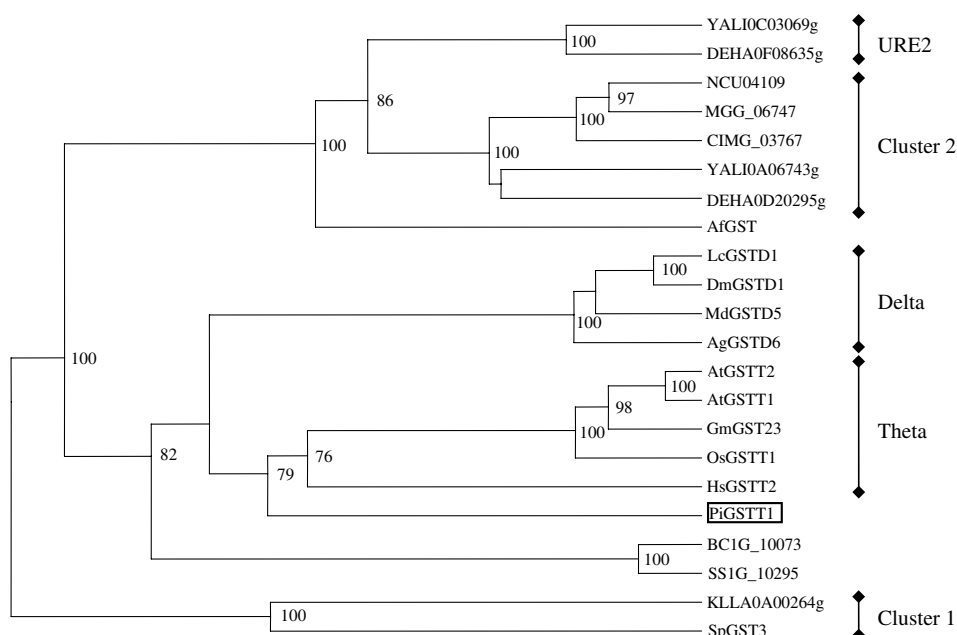 YALI0C03069g
100
DEHA0F08635g
URE2
NCU04109
97
86
MGG_06747
100
CIMG_03767
100
100
Cluster 2
YALI0A06743g
DEHA0D20295g
AfGST
LcGSTD1
100
DmGSTD1
Delta
MdGSTD5
100
AgGSTD6
100
AtGSTT2
100
AtGSTT1
98
GmGST23
100
Theta
OsGSTT1
82
76
79
HsGSTT2
PiGSTT1
BC1G_10073
100
SS1G_10295
KLLA0A00264g
100
Cluster 1
SpGST3